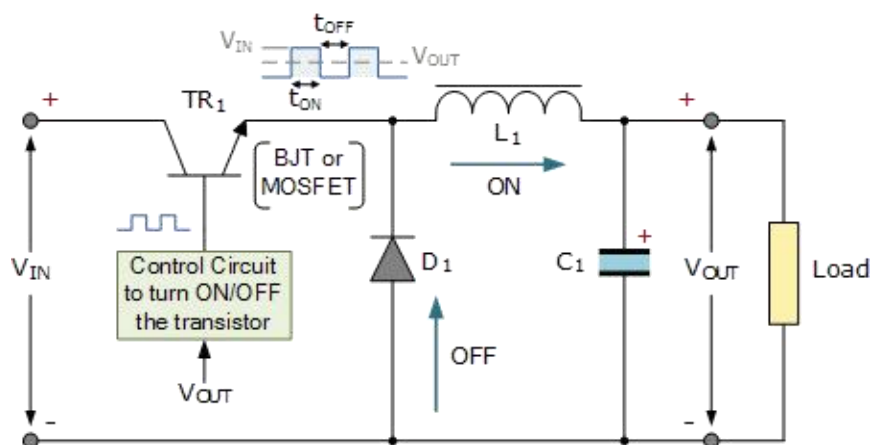 tOFF
VIN
VOUT
tON
+
TR1
BJT or
MOSFET
L1
ON
+
VIN
Control Circuit
to turn ON/OFF
the transistor
VOUT
D1
OFF
C1
+
VOUT
Load
-
-